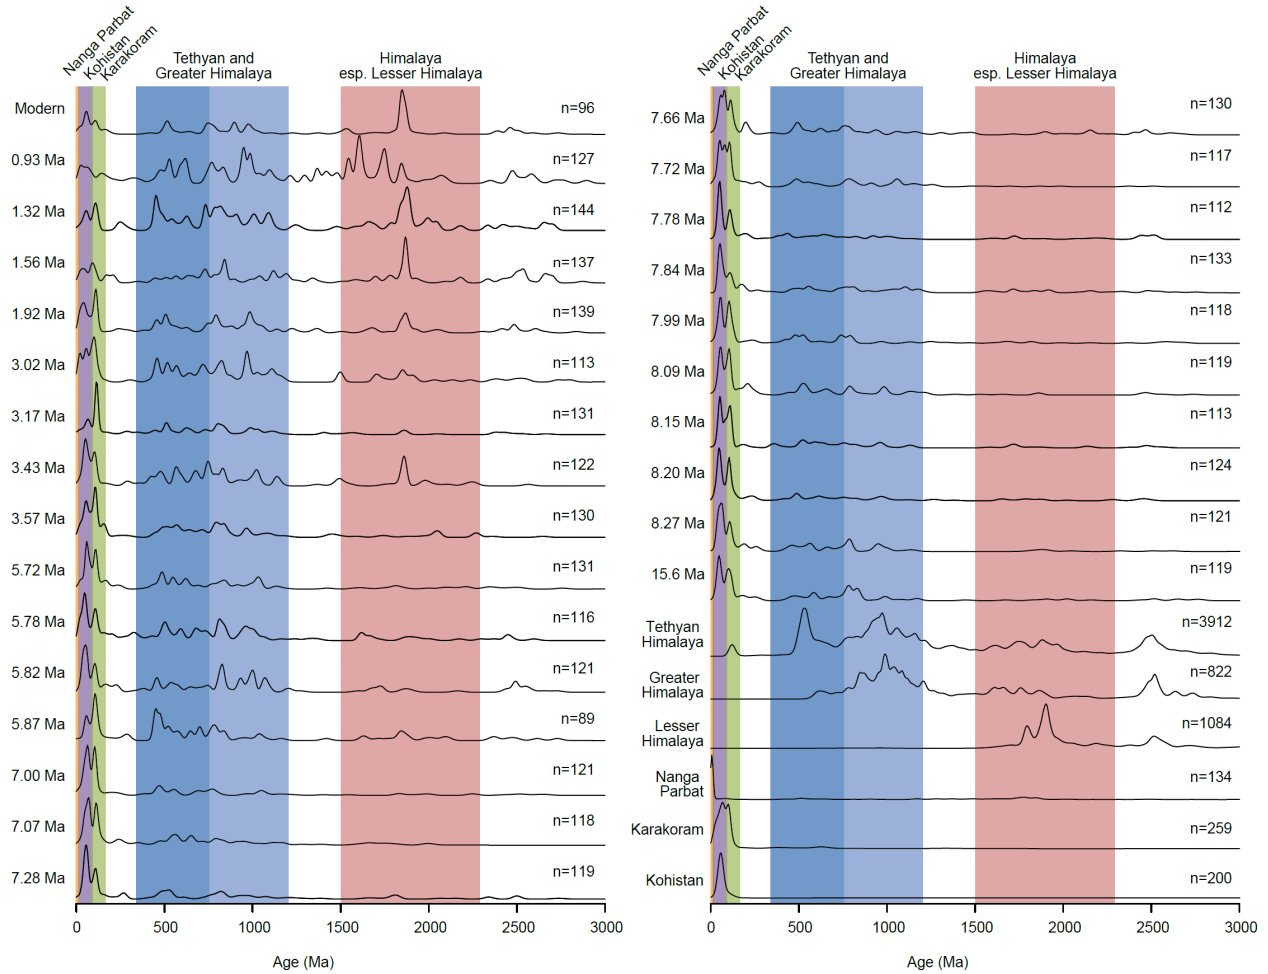 Nanga Parbat
Kohistan
Karakoram
Tethyan and
Greater Himalaya
Himalaya
esp. Lesser Himalaya
Modern n=96
0.93 Ma n=127
1.32 Ma n=144
1.56 Ma n=137
1.92 Ma n=139
3.02 Ma n=113
3.17 Ma n=131
3.43 Ma n=122
3.57 Ma n=130
5.72 Ma n=131
5.78 Ma n=116
5.82 Ma n=121
5.87 Ma n=89
7.00 Ma n=121
7.07 Ma n=118
7.28 Ma n=119
0 500 1000 1500 2000 2500 3000
Age (Ma)
Nanga Parbat
Kohistan
Karakoram
Tethyan and
Greater Himalaya
Himalaya
esp. Lesser Himalaya
7.66 Ma n=130
7.72 Ma n=117
7.78 Ma n=112
7.84 Ma n=133
7.99 Ma n=118
8.09 Ma n=119
8.15 Ma n=113
8.20 Ma n=124
8.27 Ma n=121
15.6 Ma n=119
Tethyan
Himalaya n=3912
Greater
Himalaya n=822
Lesser
Himalaya n=1084
Nanga
Parbat n=134
Karakoram n=259
Kohistan n=200
0 500 1000 1500 2000 2500 3000
Age (Ma)